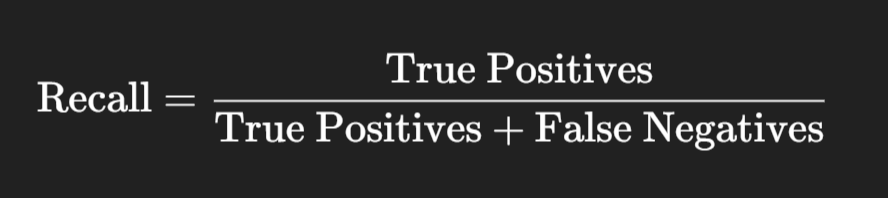 Recall = True Positives / True Positives + False Negatives